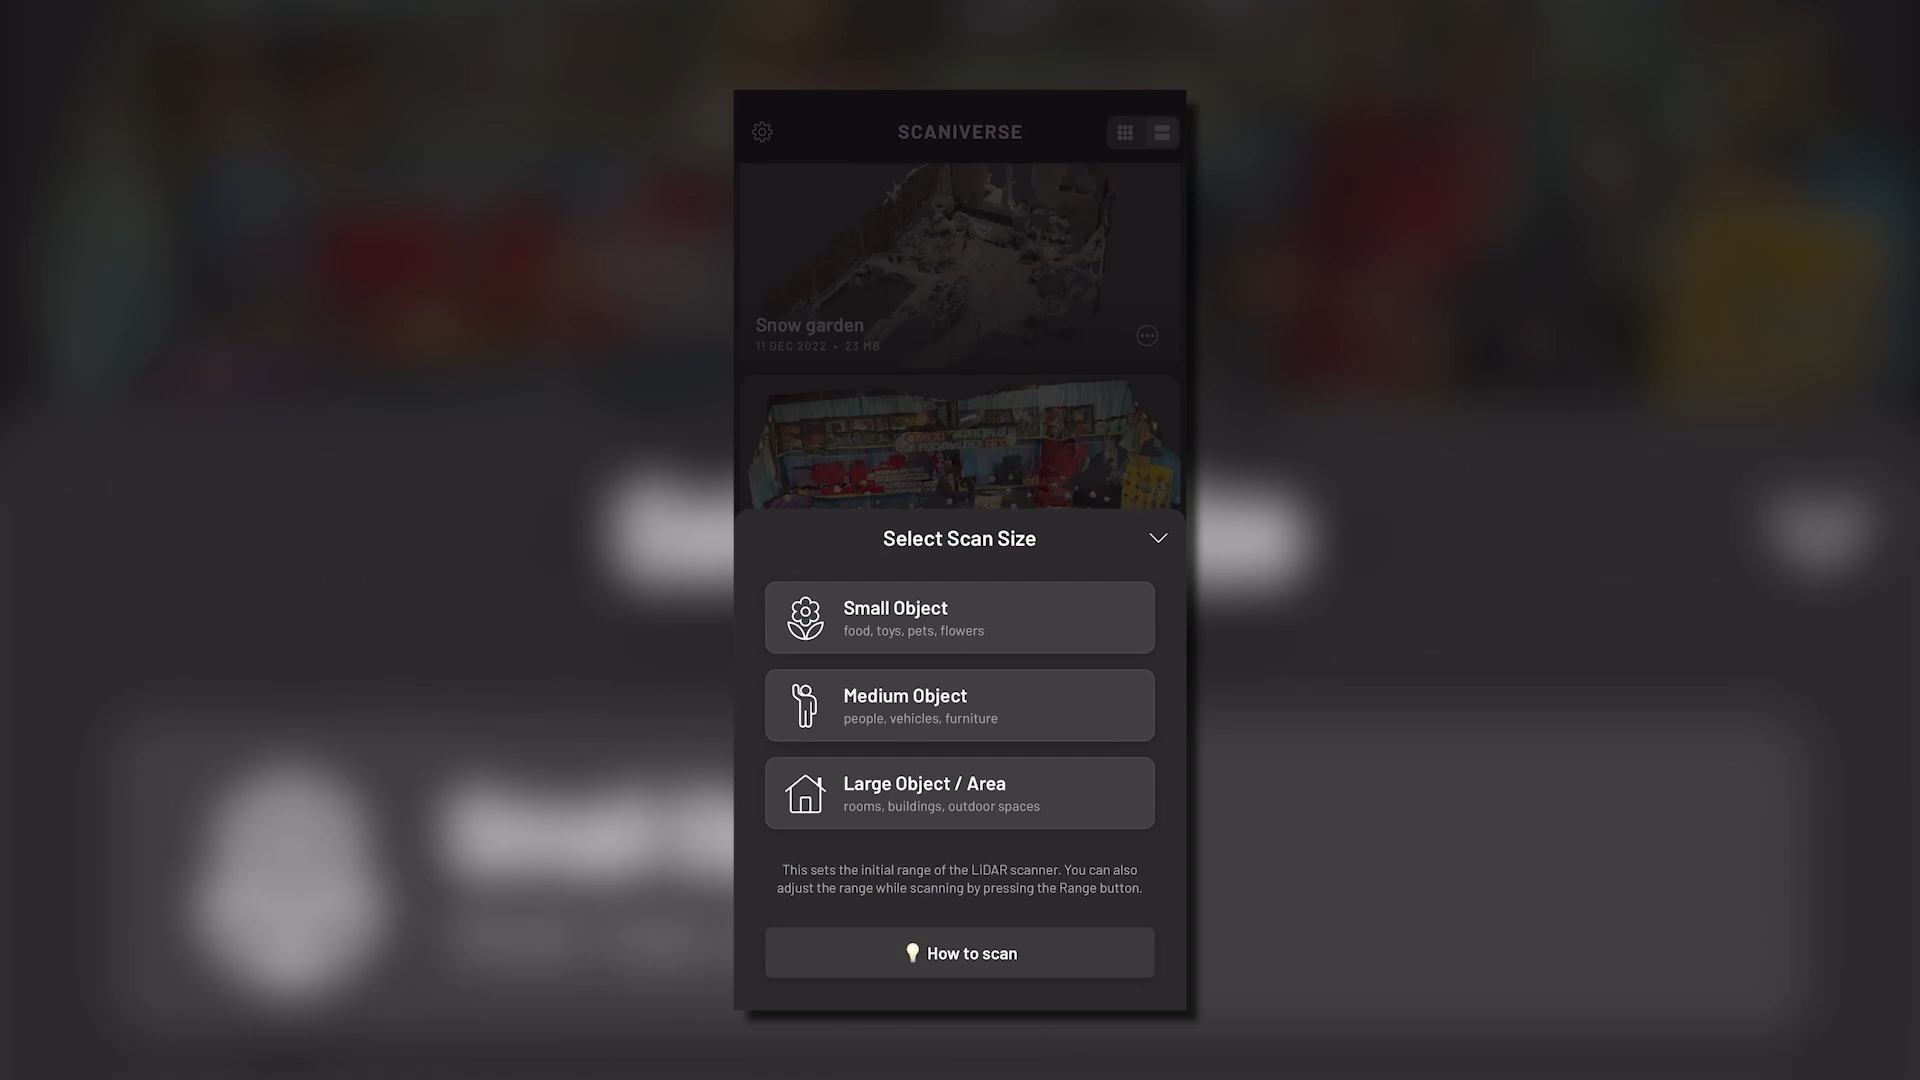 SCANIVERSE
Snow garden
11 DEC 2022 • 23 MB
Select Scan Size
Small Object
food, toys, pets, flowers
Medium Object
people, vehicles, furniture
Large Object / Area
rooms, buildings, outdoor spaces
This sets the initial range of the LiDAR scanner. You can also
adjust the range while scanning by pressing the Range button.
How to scan